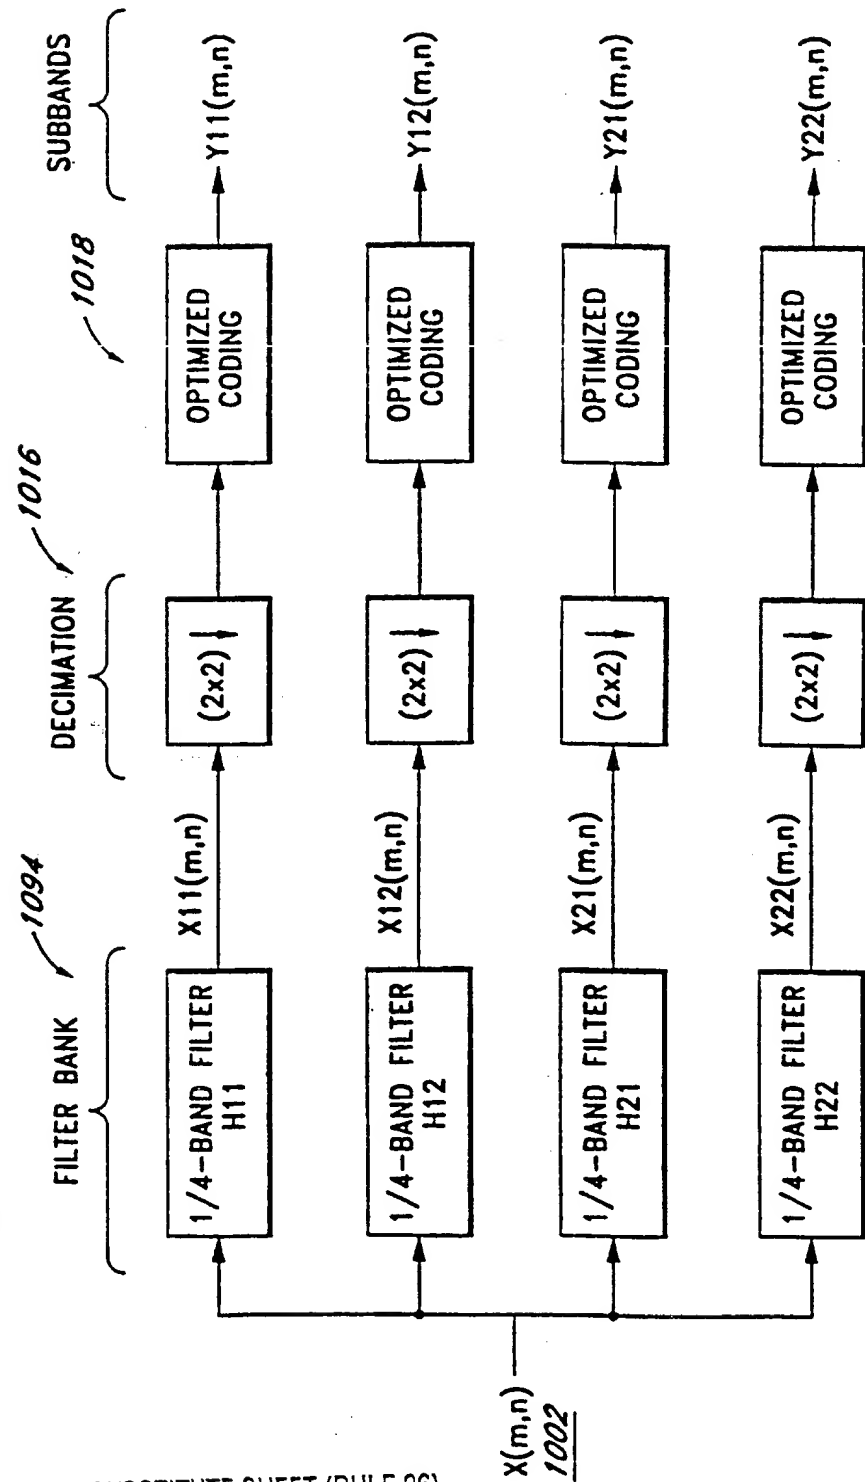 FILTER BANK
1094
DECIMATION
1016
1018
SUBBANDS
1/4-BAND FILTER
H11
X11(m,n)
(2x2)
OPTIMIZED
CODING
Y11(m,n)
1/4-BAND FILTER
H12
X12(m,n)
(2x2)
OPTIMIZED
CODING
Y12(m,n)
X(m,n)
1002
1/4-BAND FILTER
H21
X21(m,n)
(2x2)
OPTIMIZED
CODING
Y21(m,n)
1/4-BAND FILTER
H22
X22(m,n)
(2x2)
OPTIMIZED
CODING
Y22(m,n)